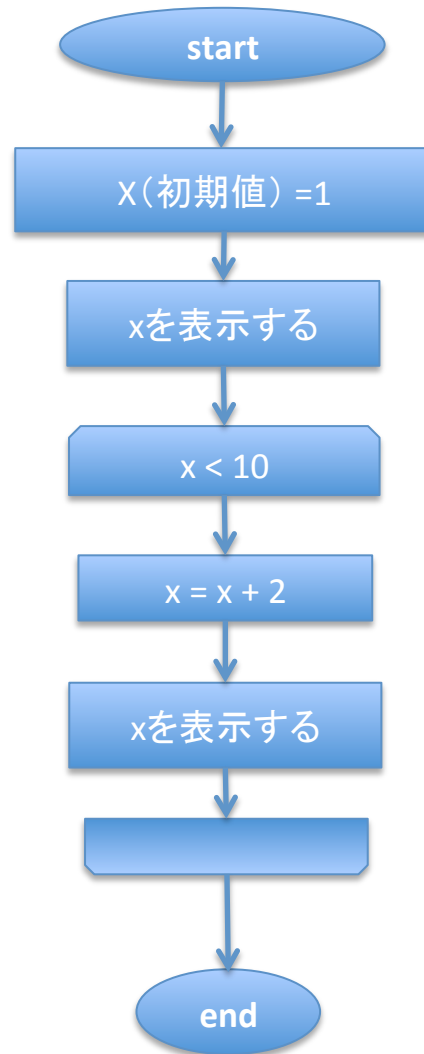 start
X（初期値）=1
xを表示する
x < 10
x = x + 2
xを表示する
end